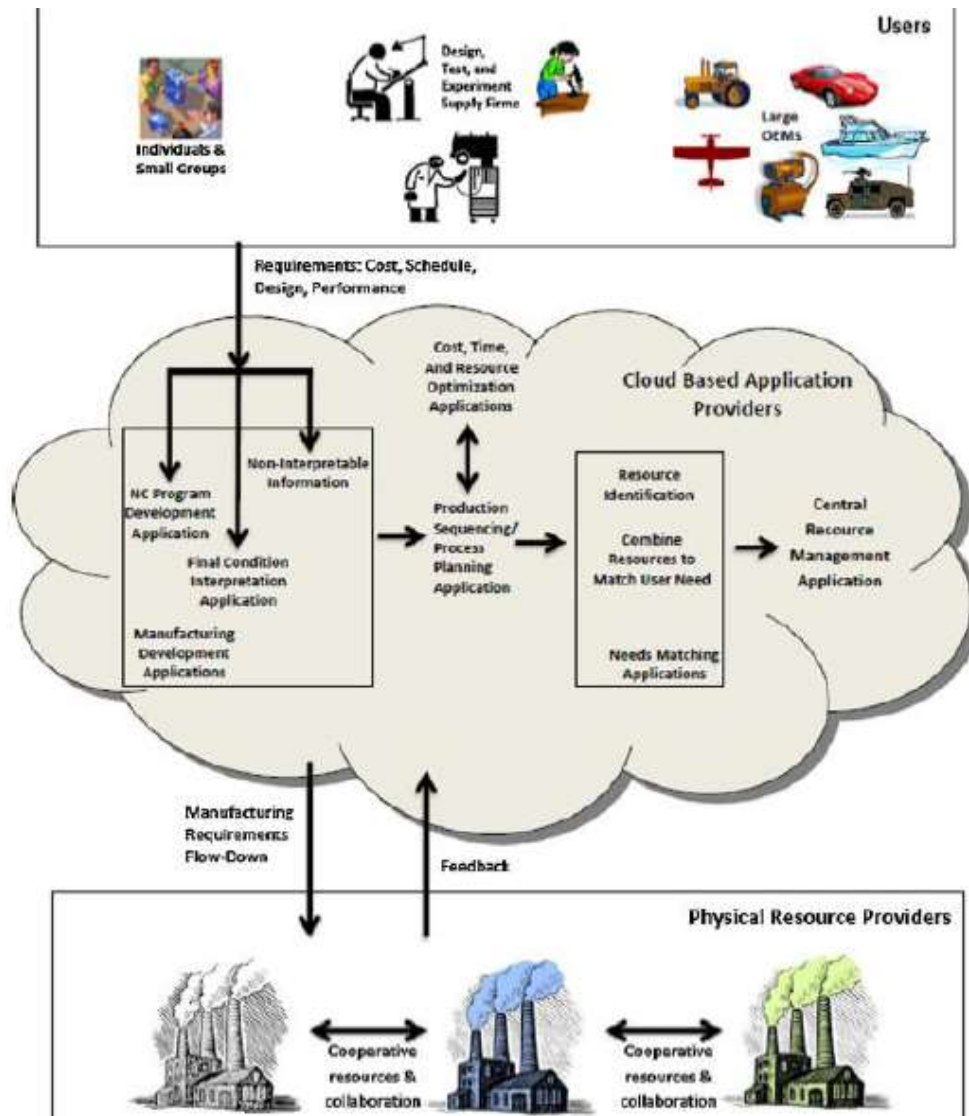 Users
Design,
Test, and
Experiment
Supply Firms
Individuals &
Small Groups
Large
OEMs
Requirements: Cost, Schedule,
Design, Performance
Cost, Time,
And Resource
Optimization
Applications
Cloud Based Application
Providers
Non-Interpretable
Information
NC Program
Development
Application
Final Condition
Interpretation
Application
Manufacturing
Development
Applications
Production
Sequencing/
Process
Planning
Application
Resource
Identification
Combine
Resources to
Match User Need
Needs Matching
Applications
Central
Resource
Management
Application
Manufacturing
Requirements
Flow-Down
Feedback
Physical Resource Providers
Cooperative
resources &
collaboration
Cooperative
resources &
collaboration